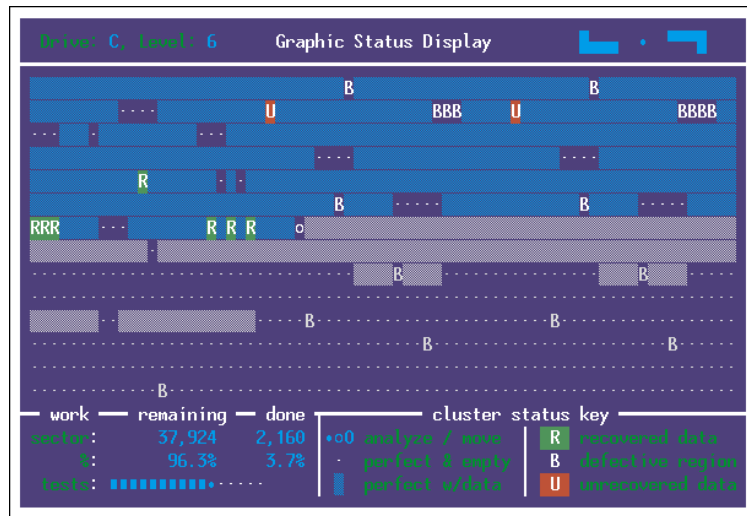 Drive: C, Level: 6 Graphic Status Display
B B
U BBB U BBBB
R
B B
RRR R R R o
B B
B B
B B
B
work remaining done cluster status key
sector: 37,924 2,160 •oO analyze / move R recovered data
%: 96.3% 3.7% · perfect & empty B defective region
tests: perfect w/data U unrecovered data